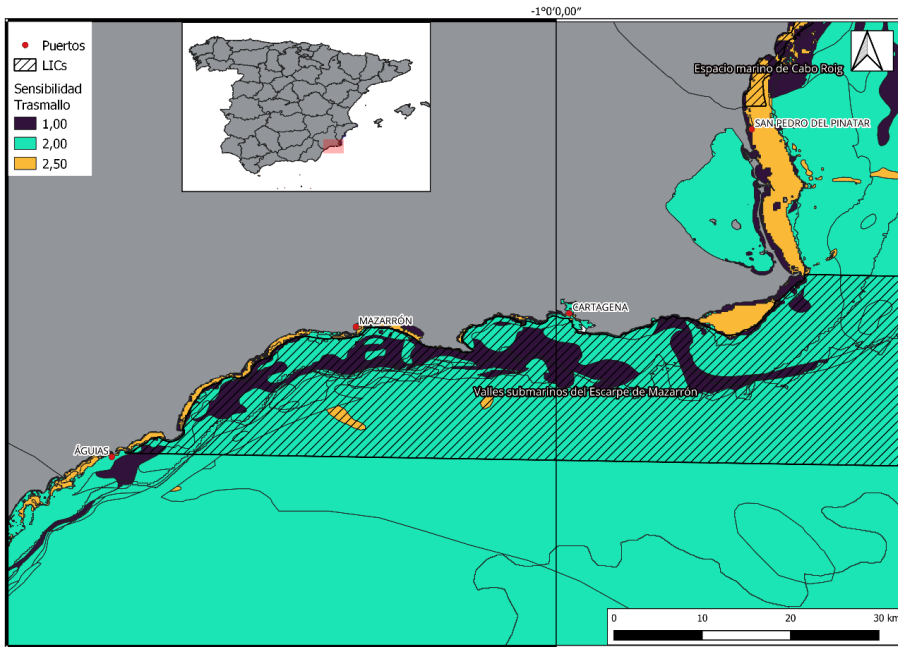 -1°0'0,00"
Puertos
LICs
Sensibilidad
Trasmallo
1,00
2,00
2,50
Espacio marino de Cabo Roig
SAN PEDRO DEL PINATAR
CARTAGENA
MAZARRÓN
Valles submarinos del Escarpe de Mazarrón
ÁGUIAS
0 10 20 30 km